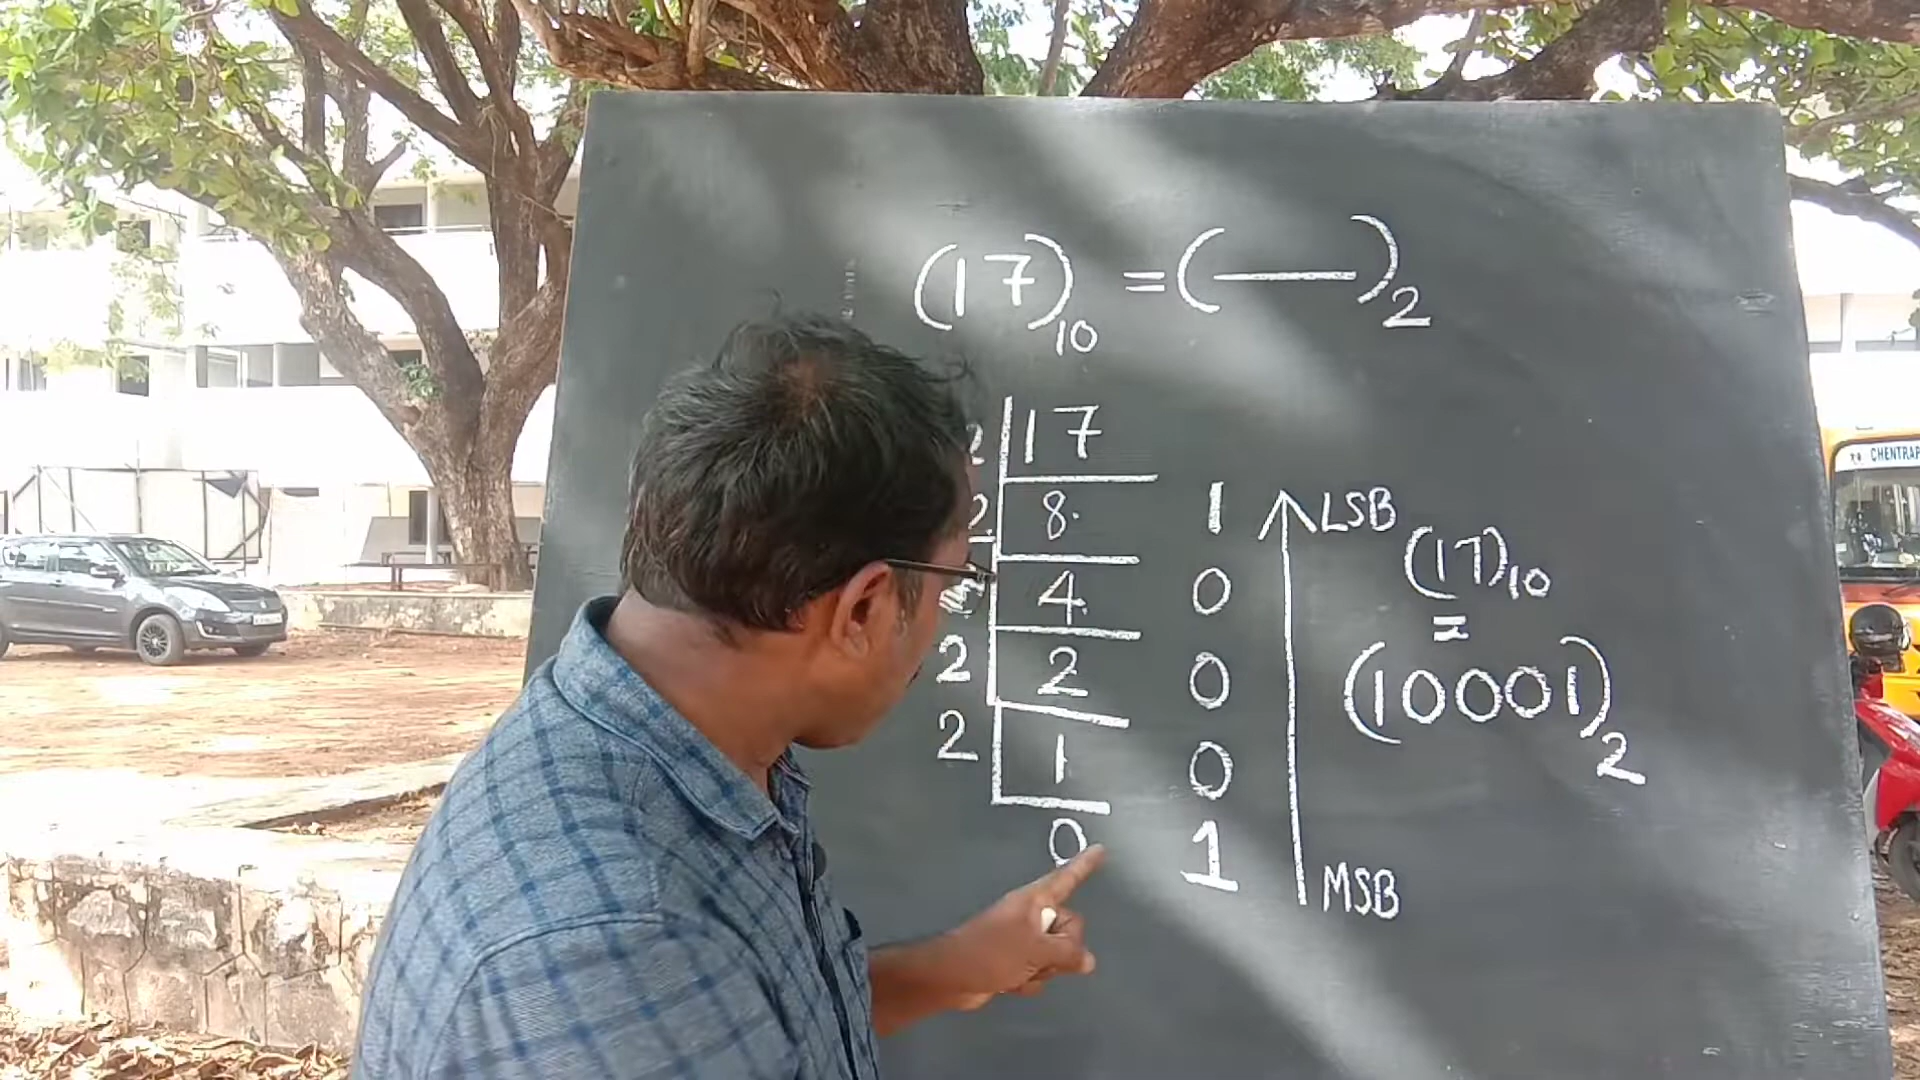 (17)10 = (——)2
2 17
2 8 1
4 0
2 2 0
2 1 0
0 1
LSB
MSB
(17)10
=
(10001)2